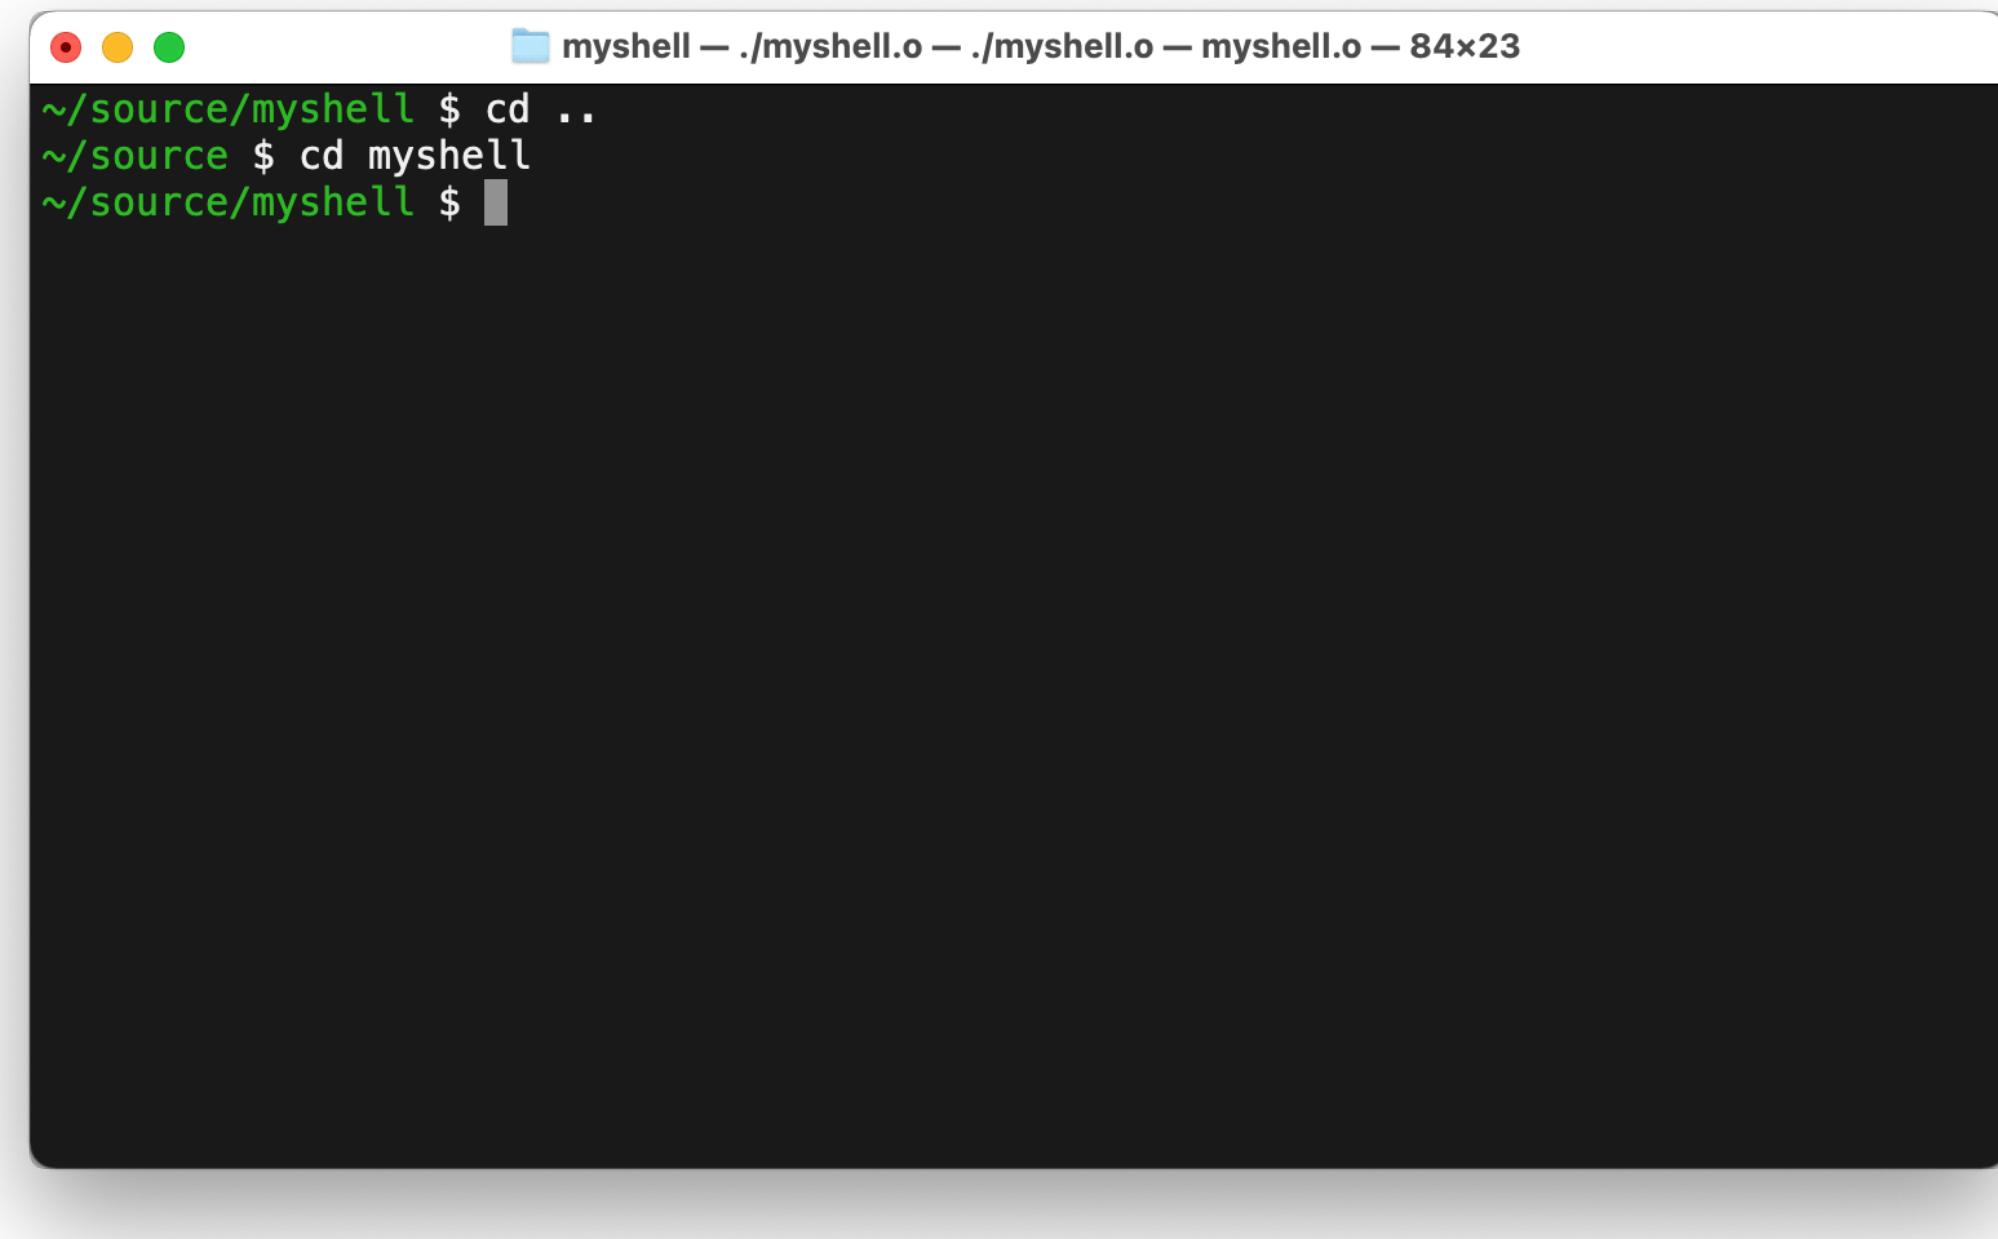 myshell — ./myshell.o — ./myshell.o — myshell.o — 84×23
~/source/myshell $ cd ..
~/source $ cd myshell
~/source/myshell $